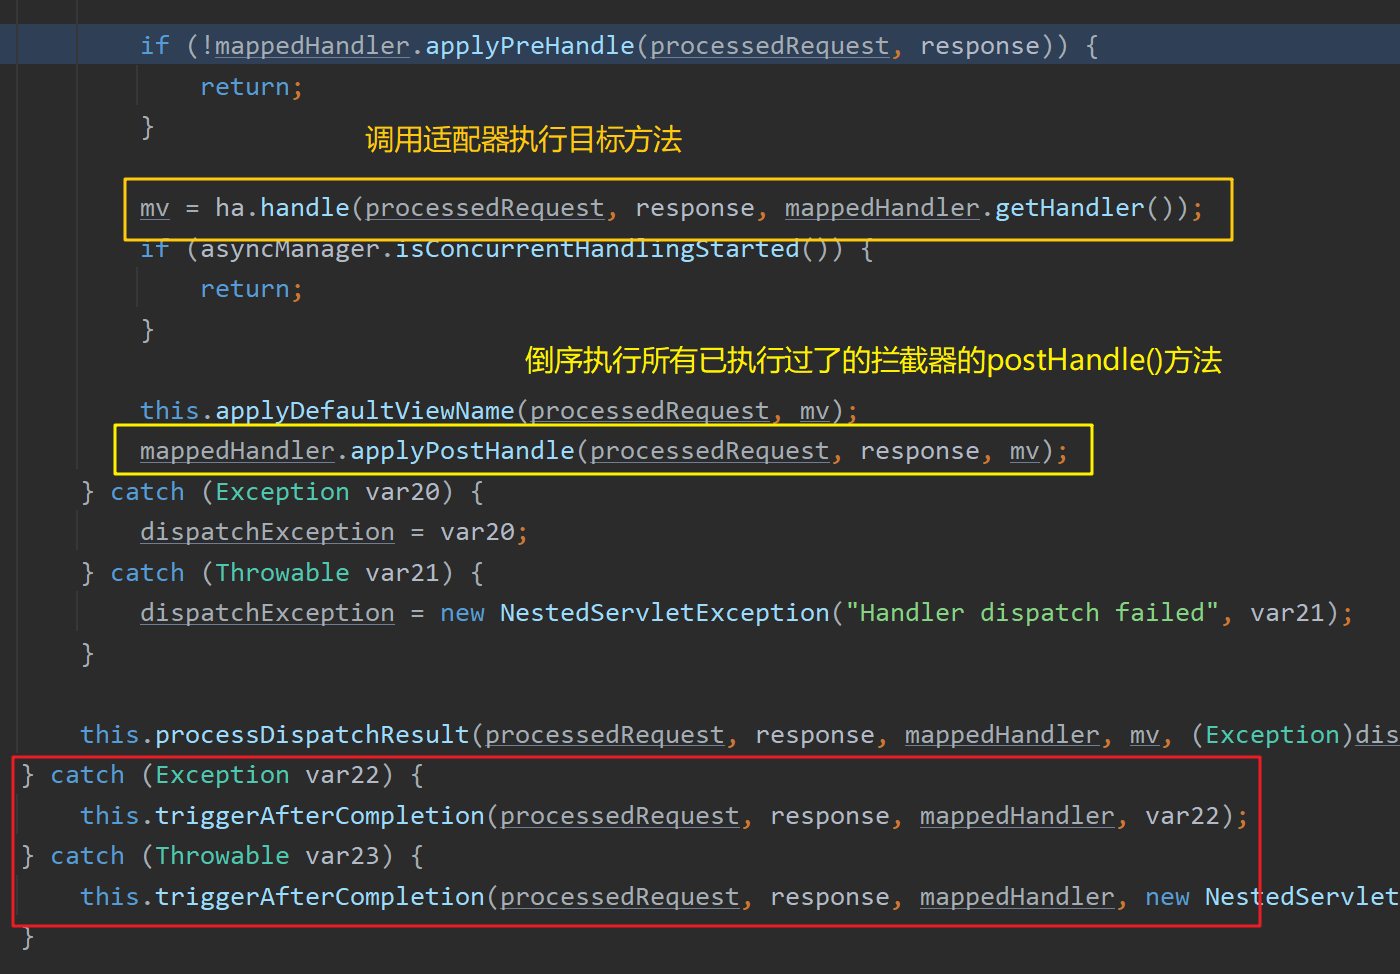 if (!mappedHandler.applyPreHandle(processedRequest, response)) {
return;
}
调用适配器执行目标方法
mv = ha.handle(processedRequest, response, mappedHandler.getHandler());
if (asyncManager.isConcurrentHandlingStarted()) {
return;
}
倒序执行所有已执行过了的拦截器的postHandle()方法
this.applyDefaultViewName(processedRequest, mv);
mappedHandler.applyPostHandle(processedRequest, response, mv);
} catch (Exception var20) {
dispatchException = var20;
} catch (Throwable var21) {
dispatchException = new NestedServletException("Handler dispatch failed", var21);
}
this.processDispatchResult(processedRequest, response, mappedHandler, mv, (Exception)dis
} catch (Exception var22) {
this.triggerAfterCompletion(processedRequest, response, mappedHandler, var22);
} catch (Throwable var23) {
this.triggerAfterCompletion(processedRequest, response, mappedHandler, new NestedServlet
}